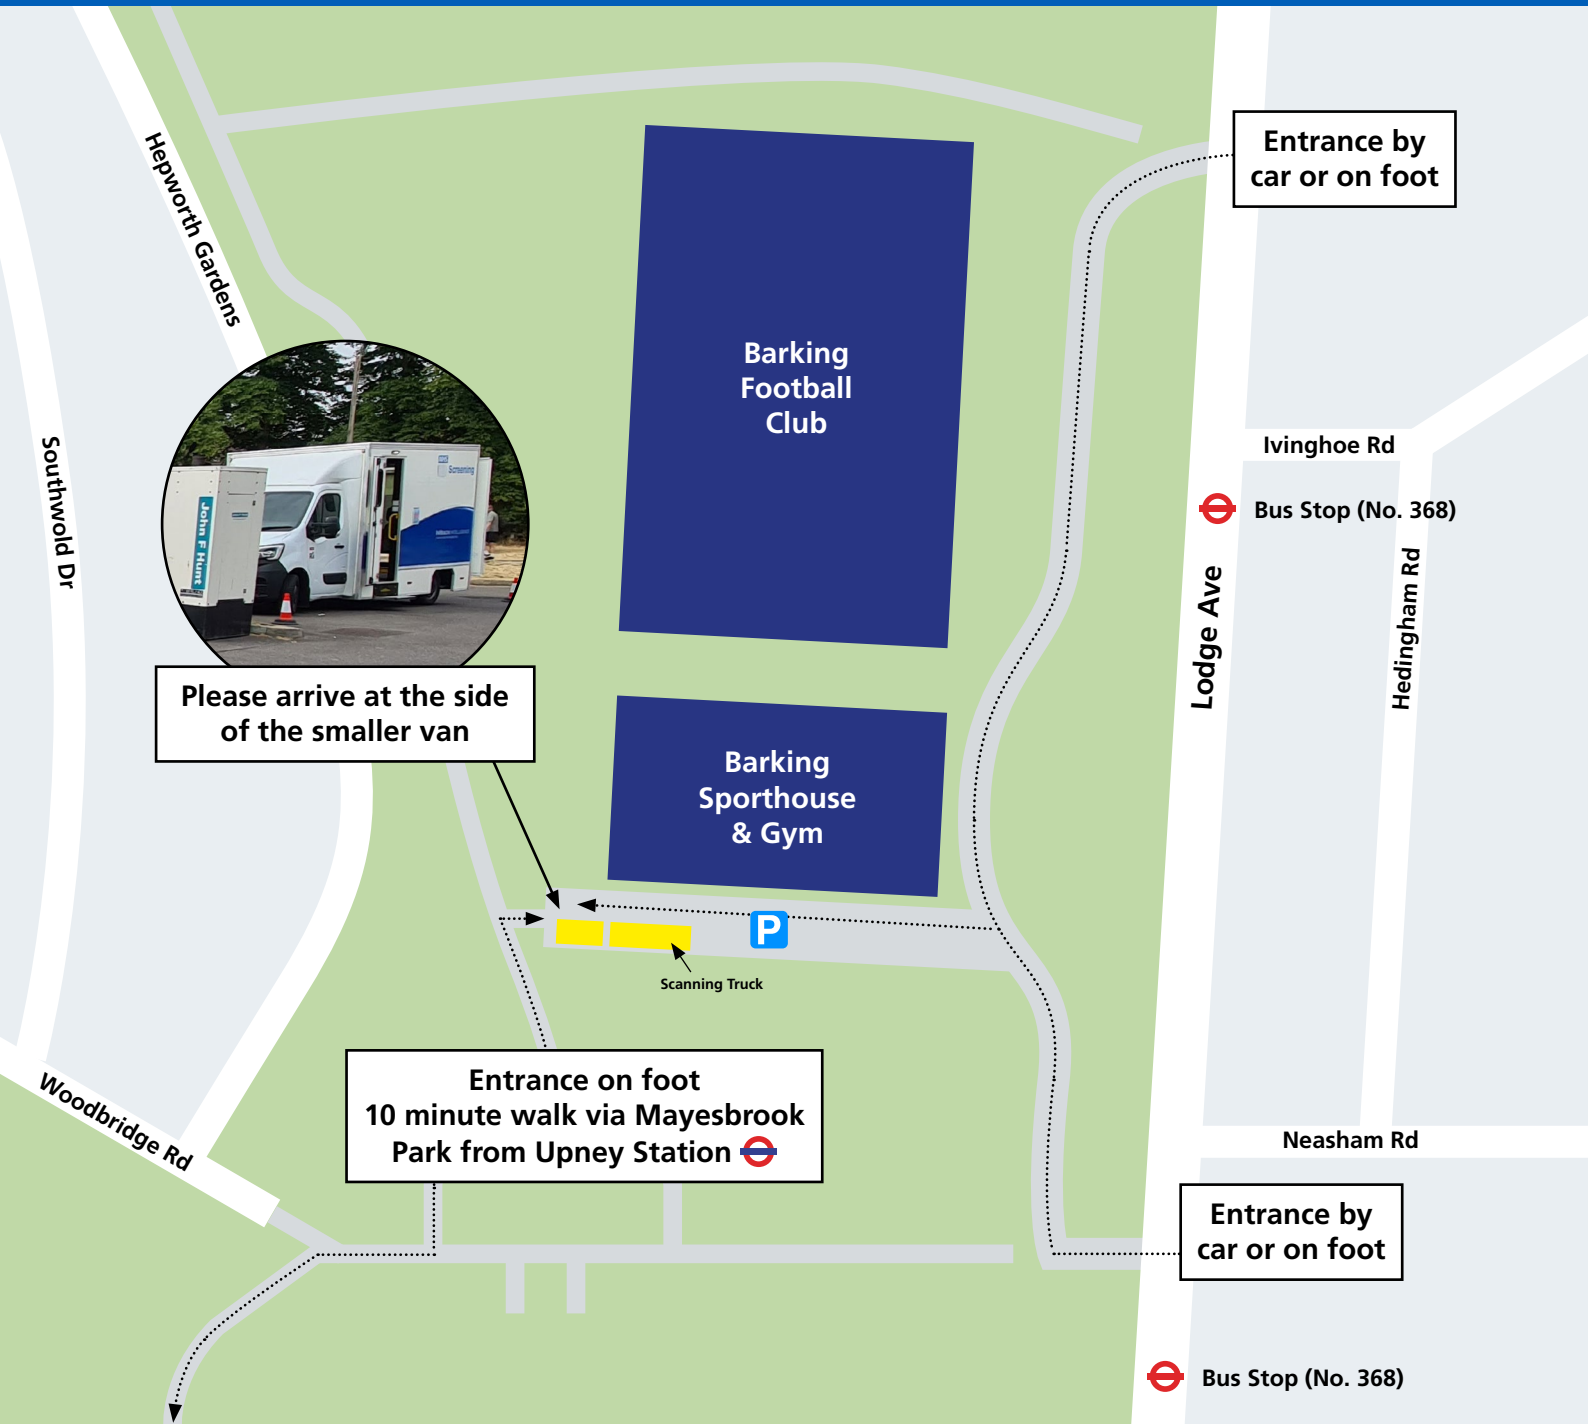 Entrance by
car or on foot
Hepworth Gardens
Barking
Football
Club
Southwold Dr
Ivinghoe Rd
Bus Stop (No. 368)
Screening
John F Hunt
Lodge Ave
Hedingham Rd
Please arrive at the side
of the smaller van
Barking
Sporthouse
& Gym
P
Scanning Truck
Entrance on foot
10 minute walk via Mayesbrook
Park from Upney Station
Woodbridge Rd
Neasham Rd
Entrance by
car or on foot
Bus Stop (No. 368)